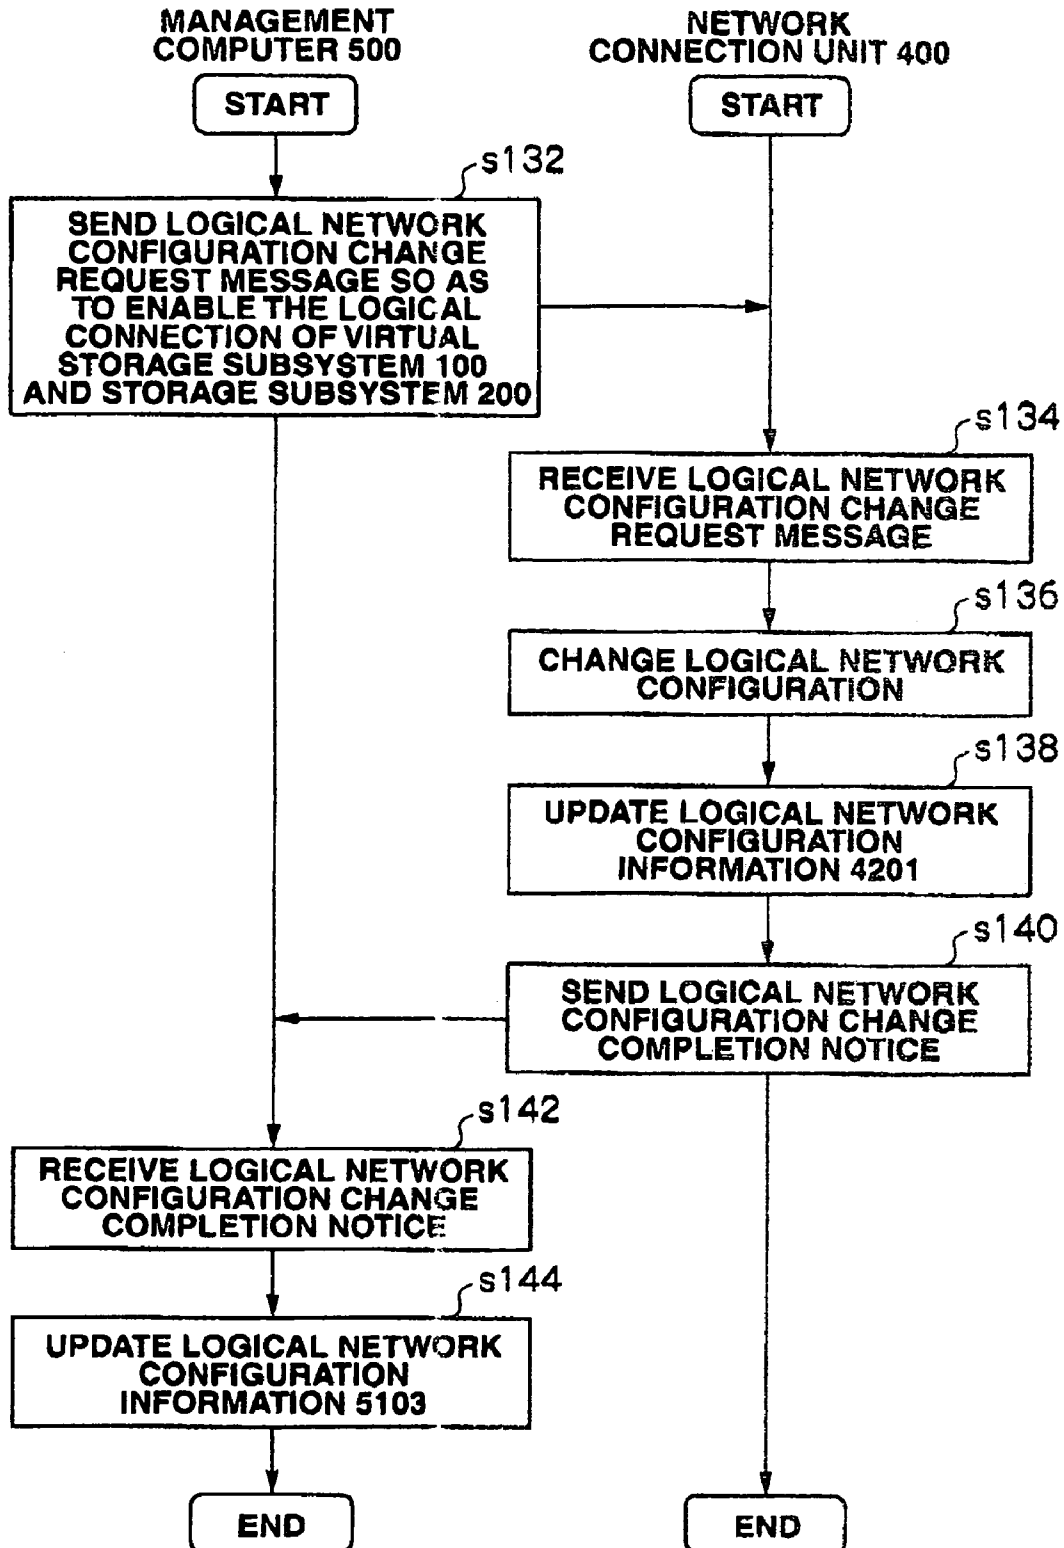 MANAGEMENT
COMPUTER 500
NETWORK
CONNECTION UNIT 400
START
START
s132
SEND LOGICAL NETWORK
CONFIGURATION CHANGE
REQUEST MESSAGE SO AS
TO ENABLE THE LOGICAL
CONNECTION OF VIRTUAL
STORAGE SUBSYSTEM 100
AND STORAGE SUBSYSTEM 200
s134
RECEIVE LOGICAL NETWORK
CONFIGURATION CHANGE
REQUEST MESSAGE
s136
CHANGE LOGICAL NETWORK
CONFIGURATION
s138
UPDATE LOGICAL NETWORK
CONFIGURATION
INFORMATION 4201
s140
SEND LOGICAL NETWORK
CONFIGURATION CHANGE
COMPLETION NOTICE
s142
RECEIVE LOGICAL NETWORK
CONFIGURATION CHANGE
COMPLETION NOTICE
s144
UPDATE LOGICAL NETWORK
CONFIGURATION
INFORMATION 5103
END
END